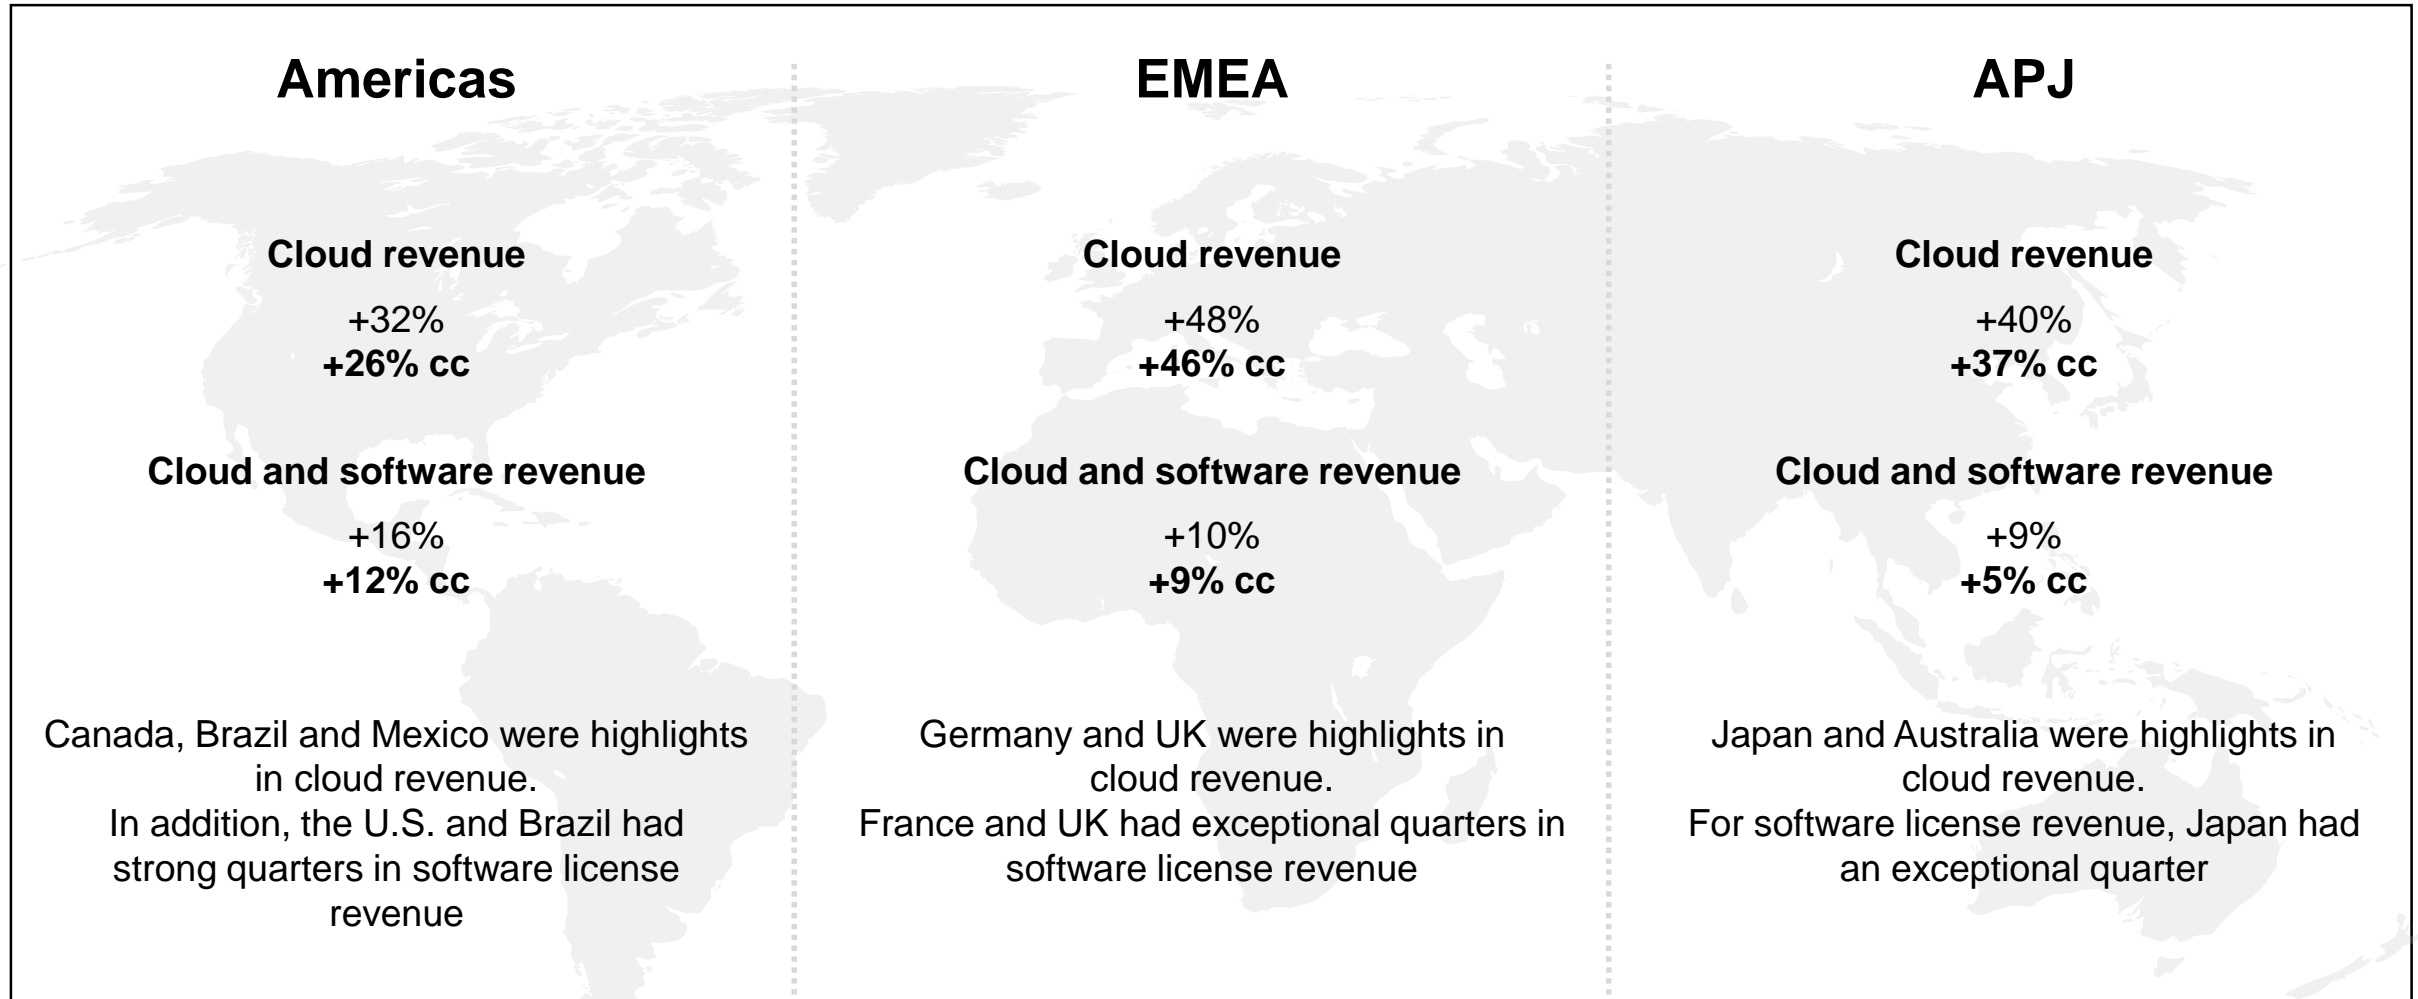 Americas
Cloud revenue
+32%
+26% cc
Cloud and software revenue
+16%
+12% cc
Canada, Brazil and Mexico were highlights
in cloud revenue.
In addition, the U.S. and Brazil had
strong quarters in software license
revenue
EMEA
Cloud revenue
+48%
+46% cc
Cloud and software revenue
+10%
+9% cc
Germany and UK were highlights in
cloud revenue.
France and UK had exceptional quarters in
software license revenue
APJ
Cloud revenue
+40%
+37% cc
Cloud and software revenue
+9%
+5% cc
Japan and Australia were highlights in
cloud revenue.
For software license revenue, Japan had
an exceptional quarter